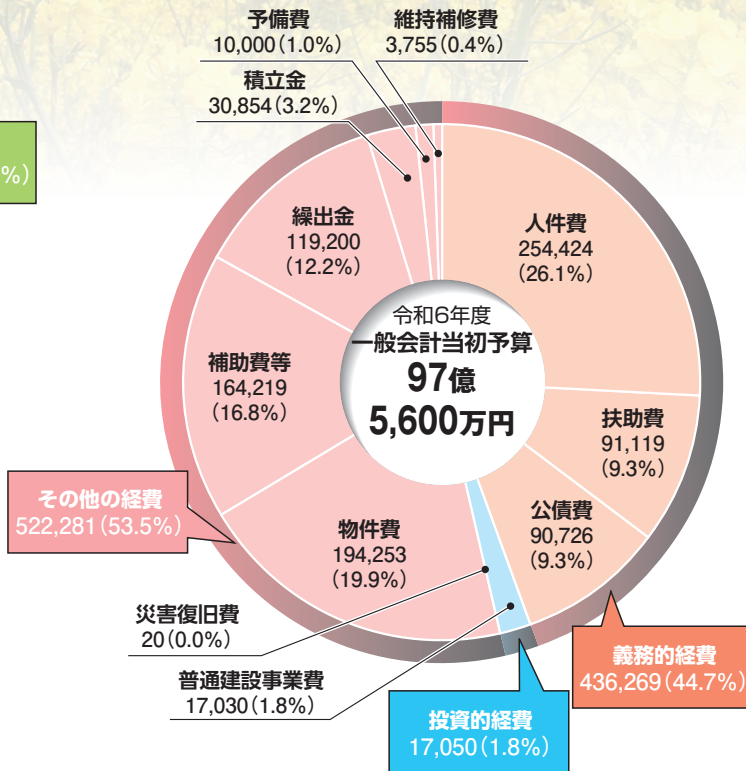 予備費
10,000(1.0%)
維持補修費
3,755(0.4%)
積立金
30,854(3.2%)
%)
繰出金
119,200
(12.2%)
人件費
254,424
(26.1%)
令和6年度
一般会計当初予算
97億
5,600万円
補助費等
164,219
(16.8%)
扶助費
91,119
(9.3%)
その他の経費
522,281(53.5%)
公債費
90,726
(9.3%)
物件費
194,253
(19.9%)
災害復旧費
20(0.0%)
普通建設事業費
17,030(1.8%)
義務的経費
436,269(44.7%)
投資的経費
17,050(1.8%)